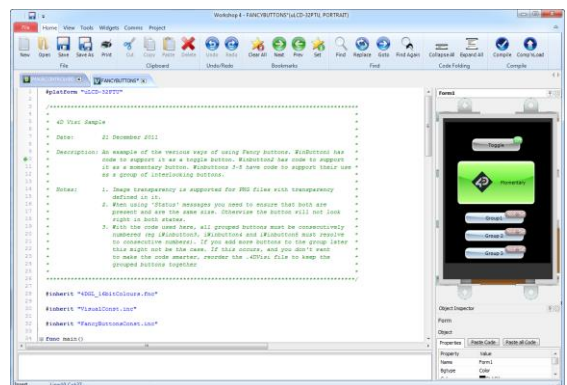 Workshop 4 - FANCYBUTTONS*(uLCD-32PTU, PORTRAIT)
File Home View Tools Widgets Comms Project
New Open Save Save As Print Cut Copy Paste Delete Undo Redo Clear All Next Prev Set Find Replace Goto Find Again Collapse All Expand All Compile Comp'nLoad
File Clipboard Undo/Redo Bookmarks Find Code Folding Compile
FANCYBUTTONS*
#platform "uLCD-32PTU"
4D Visi Sample
Date: 21 December 2011
Description: An example of the various ways of using Fancy buttons. Winbutton1 has
code to support it as a toggle button. Winbutton2 has code to support
it as a momentary button. Winbuttons 3-5 have code to support their use
as a group of interlocking buttons.
Notes: 1. Image transparency is supported for PNG files with transparency
defined in it.
2. When using 'Status' messages you need to ensure that both are
present and are the same size. Otherwise the button will not look
right in both states.
3. With the code used here, all grouped buttons must be consecutively
numbered (eg iWinbutton3, iWinbutton4 and iWinbutton5 must resolve
to consecutive numbers). If you add more buttons to the group later
this might not be the case. If this occurs, and you don't want
to make the code smarter, reorder the .4DVisi file to keep the
grouped buttons together
#inherit "4DGL_16bitColours.fnc"
#inherit "VisualConst.inc"
#inherit "FancyButtonsConst.inc"
func main()
Form1
Toggle
Momentary
Group 1
Group 2
Group 3
Object Inspector
Form
Object
Properties Paste Code Paste all Code
Property Value
Name Form1
Bgtype Color